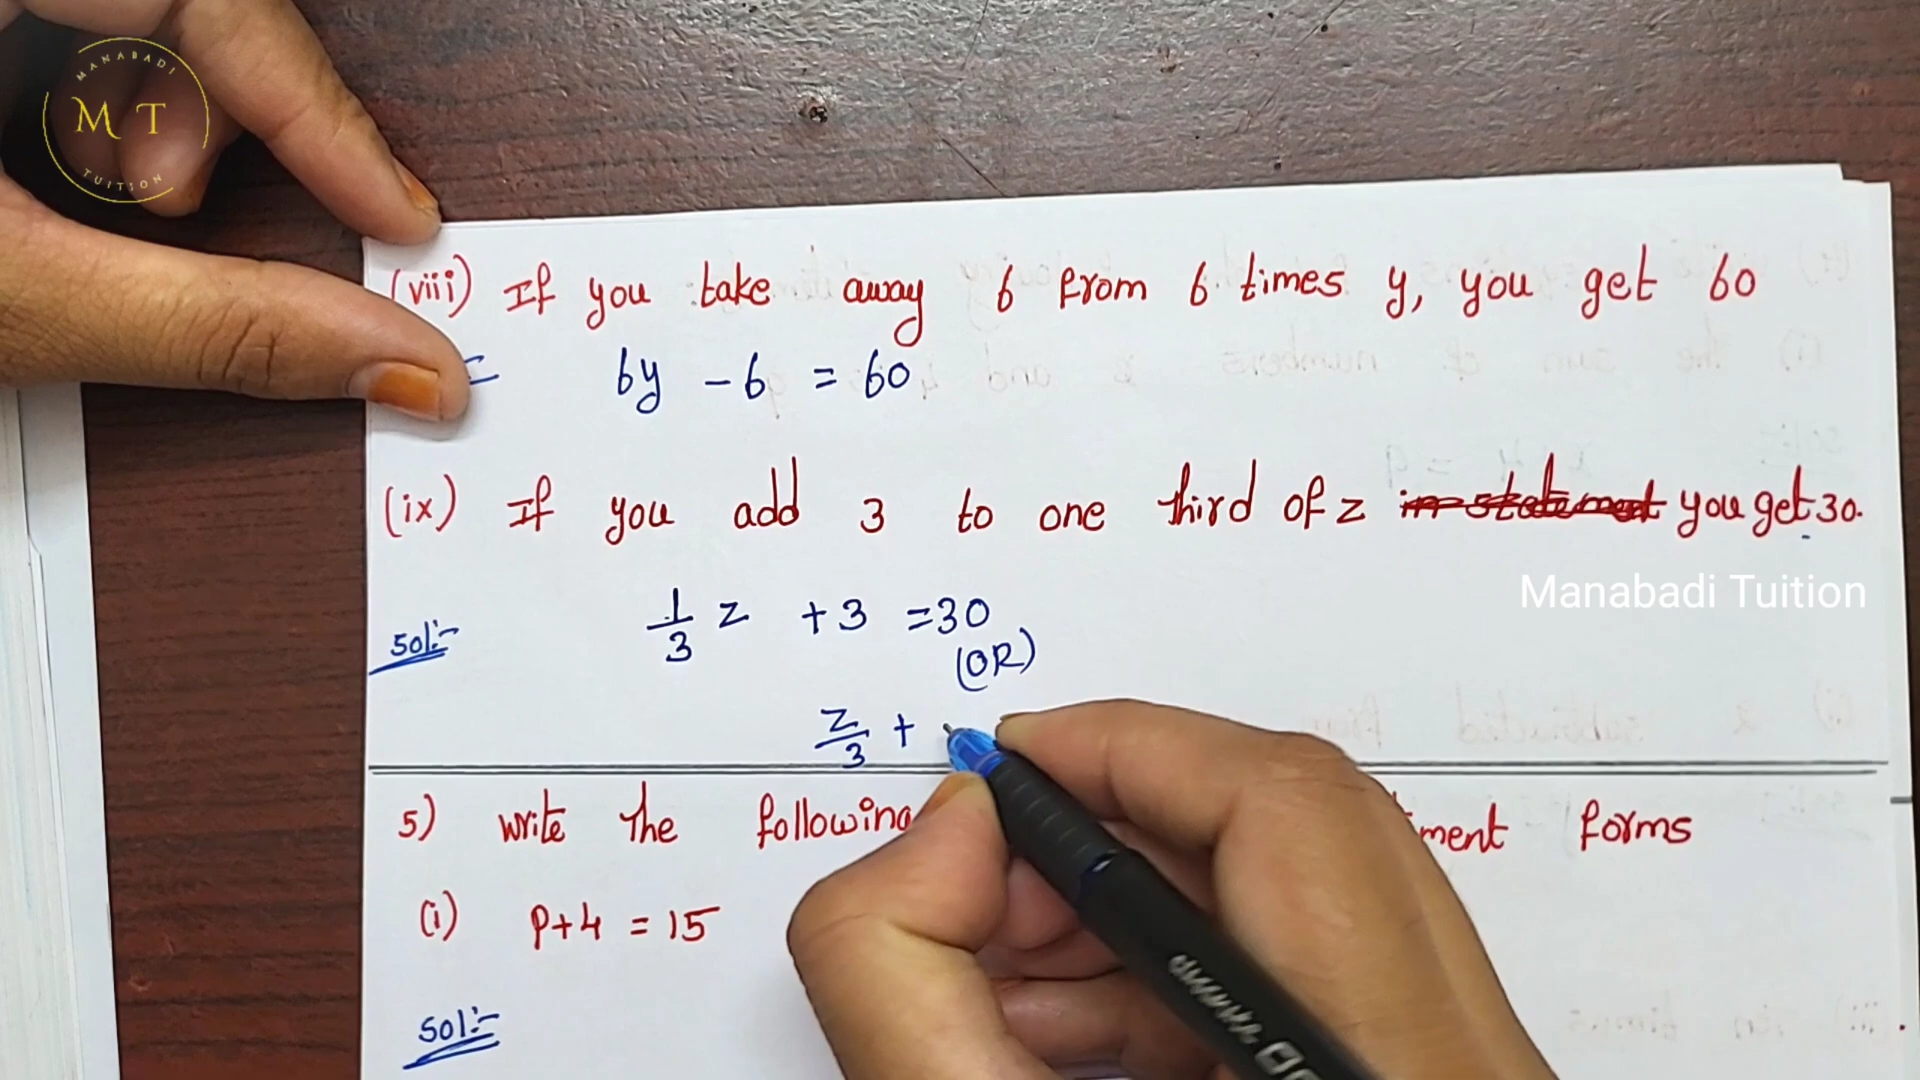 MANABADI
M T
TUITION
(viii) If you take away 6 from 6 times y, you get 60
6y - 6 = 60
(ix) If you add 3 to one third of z in statement you get 30.
Manabadi Tuition
Sol:- 1/3 z + 3 = 30
(OR)
z/3 +
5) write the following ment forms
(i) p+4 = 15
Sol:-